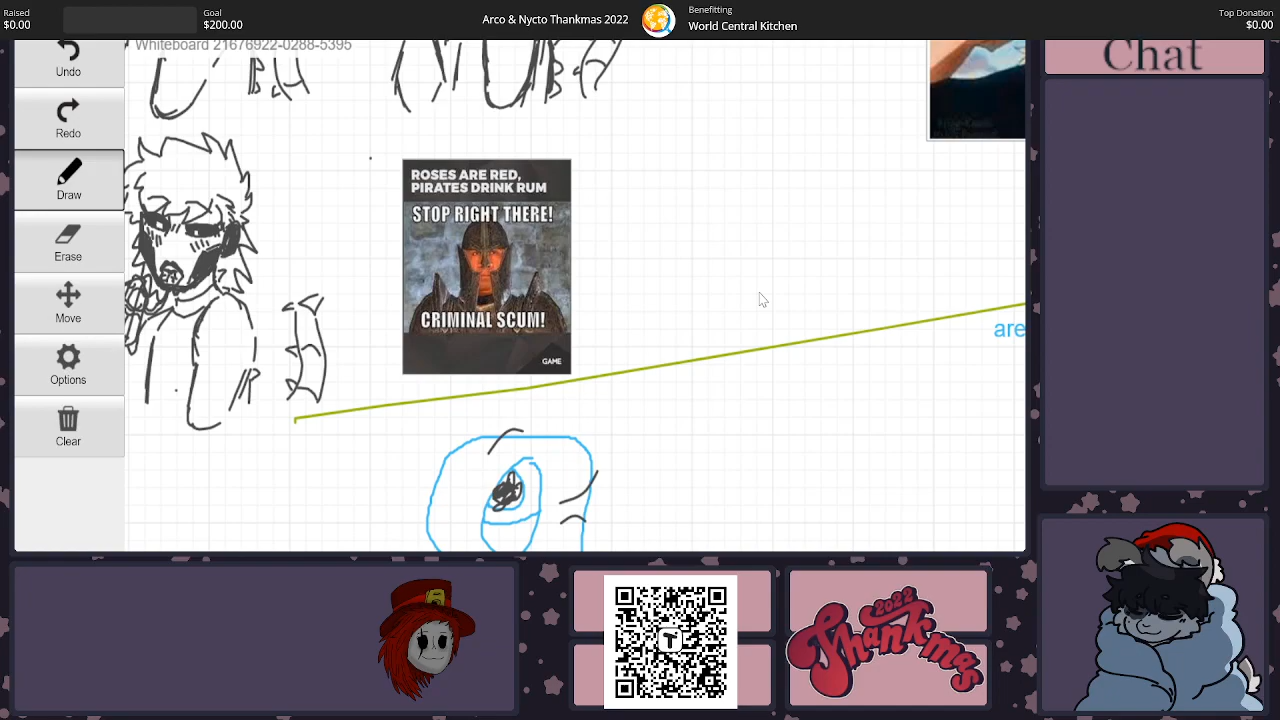 Raised
$0.00
Goal
$200.00
Arco & Nycto Thankmas 2022
Benefitting
World Central Kitchen
Top Donation
$0.00
Whiteboard 21676922-0288-5395
Undo
Redo
Draw
Erase
Move
Options
Clear
ROSES ARE RED,
PIRATES DRINK RUM
STOP RIGHT THERE!
CRIMINAL SCUM!
GAME
are
Chat
T
2022
Thankmas